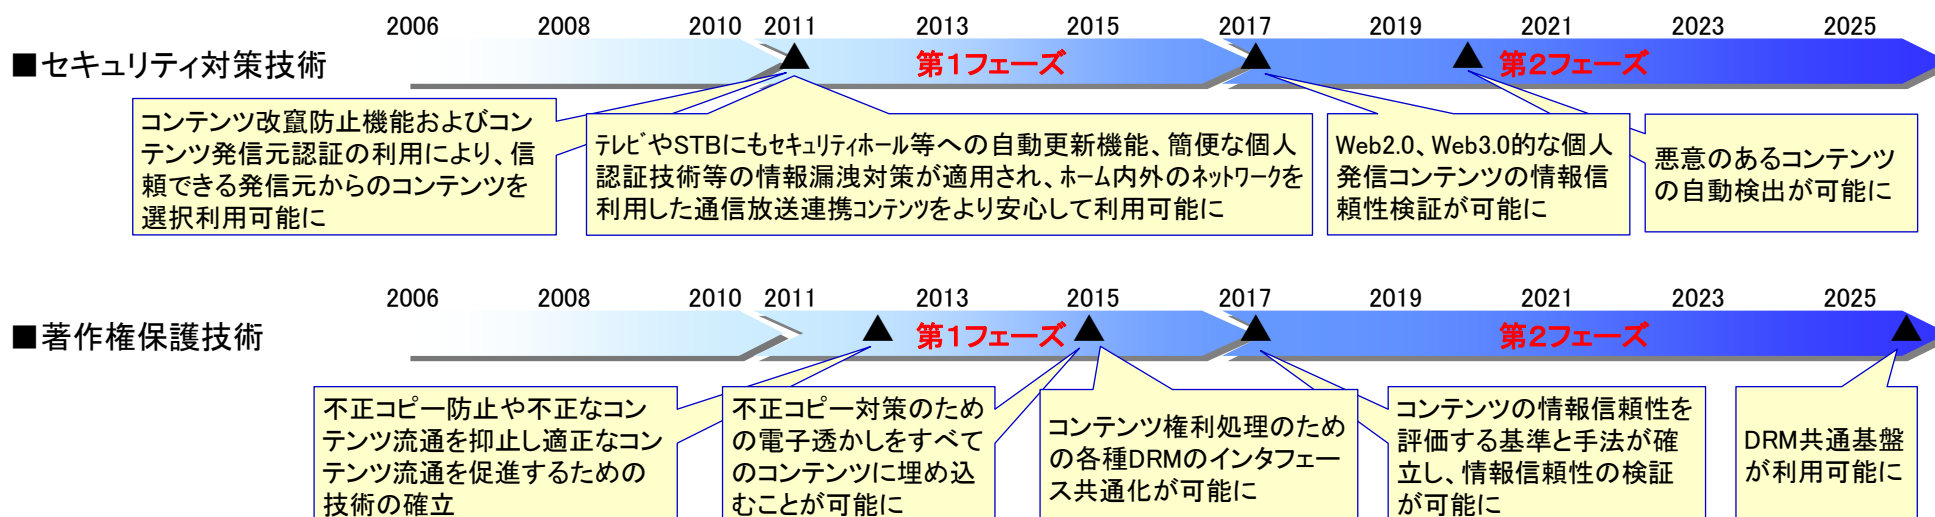 2006 2008 2010 2011 2013 2015 2017 2019 2021 2023 2025
■セキュリティ対策技術
第1フェーズ
第2フェーズ
コンテンツ改竄防止機能およびコン
テンツ発信元認証の利用により、信
頼できる発信元からのコンテンツを
選択利用可能に
テレビやSTBにもセキュリティホール等への自動更新機能、簡便な個人
認証技術等の情報漏洩対策が適用され、ホーム内外のネットワークを
利用した通信放送連携コンテンツをより安心して利用可能に
Web2.0、Web3.0的な個人
発信コンテンツの情報信
頼性検証が可能に
悪意のあるコンテンツ
の自動検出が可能に
2006 2008 2010 2011 2013 2015 2017 2019 2021 2023 2025
■著作権保護技術
第1フェーズ
第2フェーズ
不正コピー防止や不正なコン
テンツ流通を抑止し適正なコン
テンツ流通を促進するための
技術の確立
不正コピー対策のため
の電子透かしをすべて
のコンテンツに埋め込
むことが可能に
コンテンツ権利処理のため
の各種DRMのインタフェー
ス共通化が可能に
コンテンツの情報信頼性を
評価する基準と手法が確
立し、情報信頼性の検証
が可能に
DRM共通基盤
が利用可能に